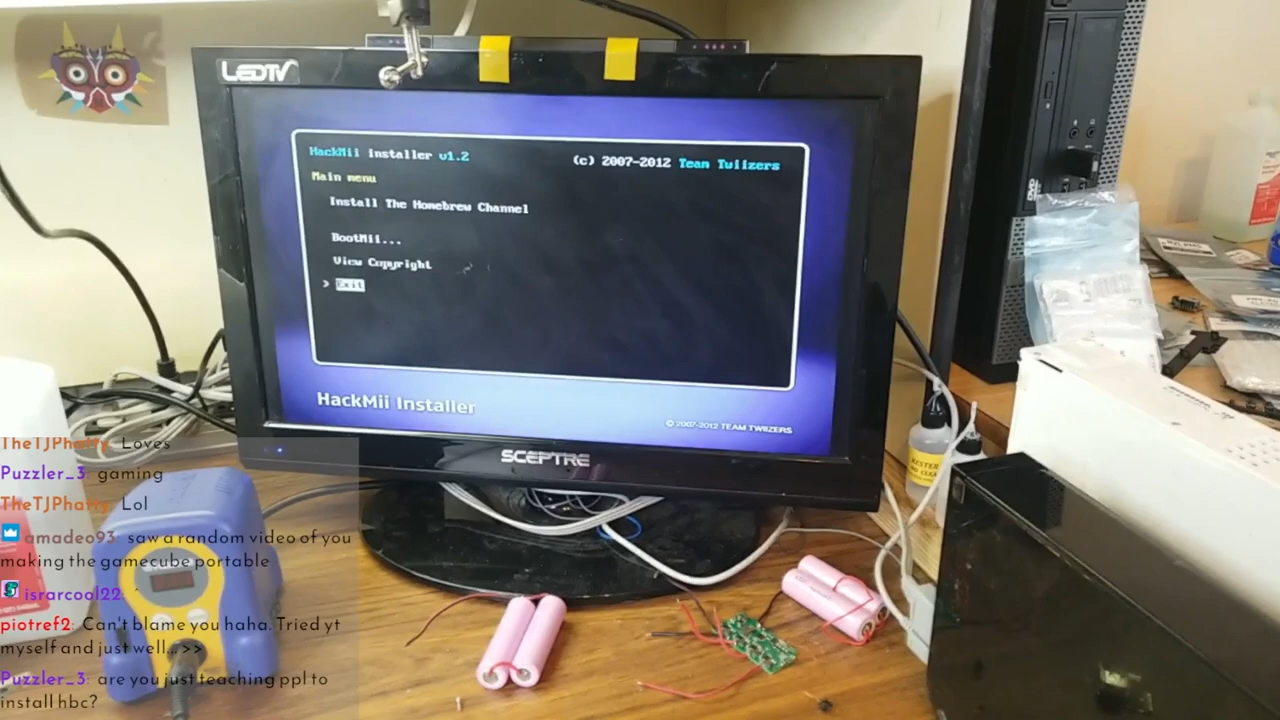 LEDTV
HackMii installer v1.2
(c) 2007-2012 Team Twiizers
Main menu
Install The Homebrew Channel
BootMii...
View Copyright
> Exit
HackMii Installer
© 2007-2012 TEAM TWIIZERS
SCEPTRE
TheTJPhatty: Loves
Puzzler_3: gaming
TheTJPhatty: Lol
amadeo93: saw a random video of you
making the gamecube portable
israrcool22:
piotref2: Can't blame you haha. Tried yt
myself and just well... >>
Puzzler_3: are you just teaching ppl to
install hbc?